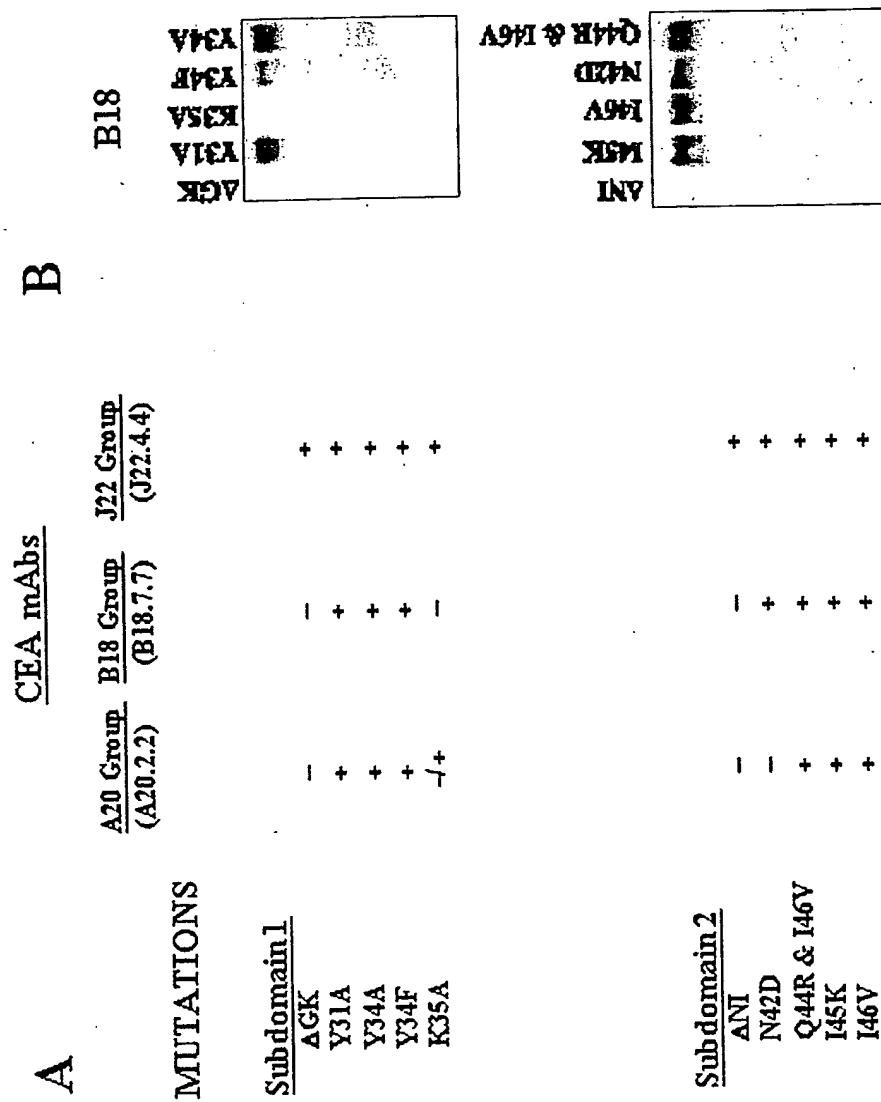 A
CEA mAbs
A20 Group B18 Group J22 Group
(A20.2.2) (B18.7.7) (J22.4.4)
MUTATIONS
Subdomain 1
ΔGK − − +
Y31A + + +
Y34A + + +
Y34F + + +
K35A −/+ − +
Subdomain 2
ΔNI − − +
N42D − + +
Q44R & I46V + + +
I45K + + +
I46V + + +
B
B18
ΔGK
Y31A
K35A
Y34F
Y34A
ΔNI
I45K
I46V
N42D
Q44R & I46V